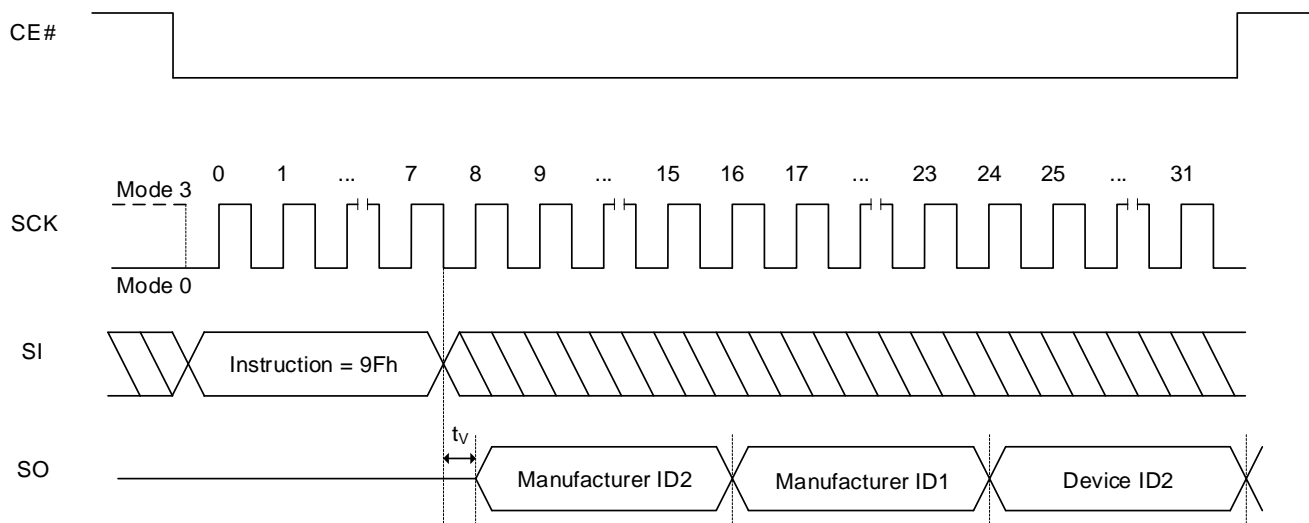 CE#
0 1 ... 7 8 9 ... 15 16 17 ... 23 24 25 ... 31
Mode 3
SCK
Mode 0
SI
Instruction = 9Fh
tV
SO
Manufacturer ID2
Manufacturer ID1
Device ID2